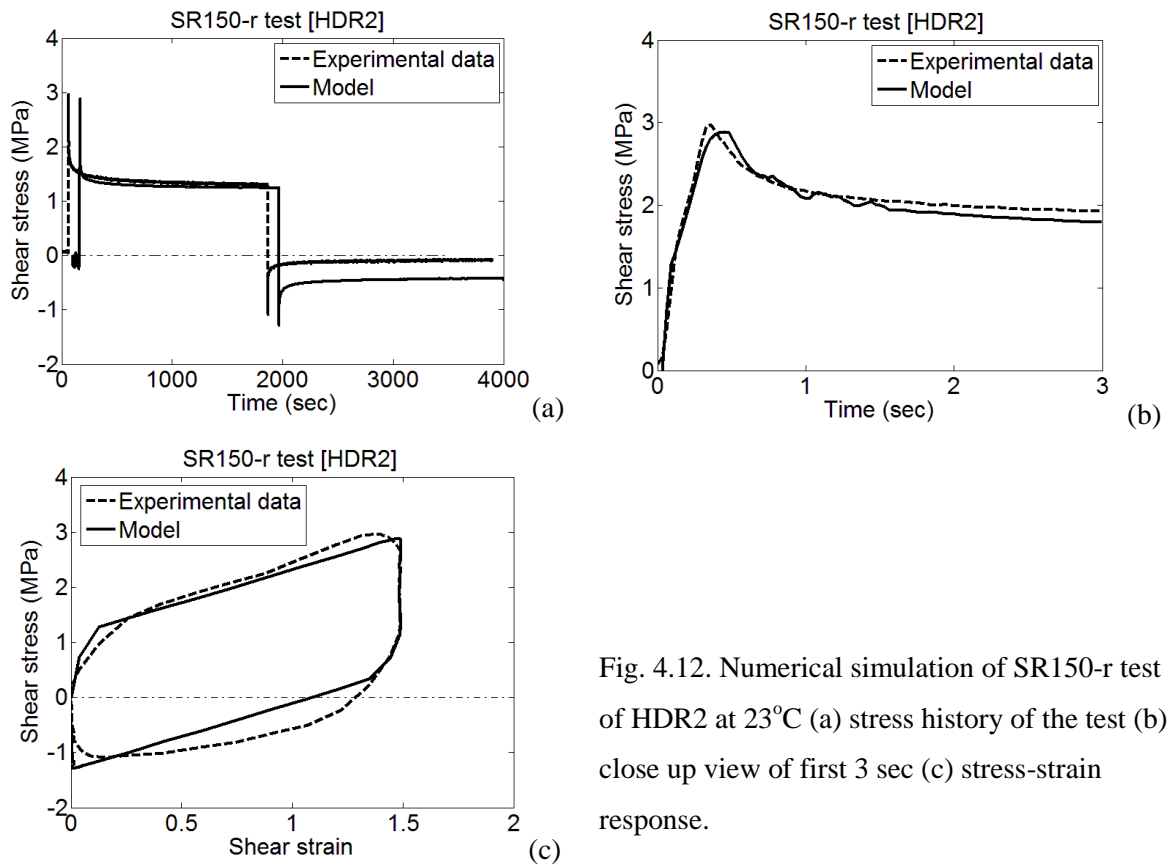 SR150-r test [HDR2]
4
3
2
1
0
-1
-2
Shear stress (MPa)
Experimental data
Model
0
1000
2000
3000
4000
Time (sec)
(a)
SR150-r test [HDR2]
4
3
2
1
0
Shear stress (MPa)
Experimental data
Model
0
1
2
3
Time (sec)
(b)
SR150-r test [HDR2]
4
3
2
1
0
-1
-2
Shear stress (MPa)
Experimental data
Model
0
0.5
1
1.5
2
Shear strain
(c)
Fig. 4.12. Numerical simulation of SR150-r test
of HDR2 at 23°C (a) stress history of the test (b)
close up view of first 3 sec (c) stress-strain
response.